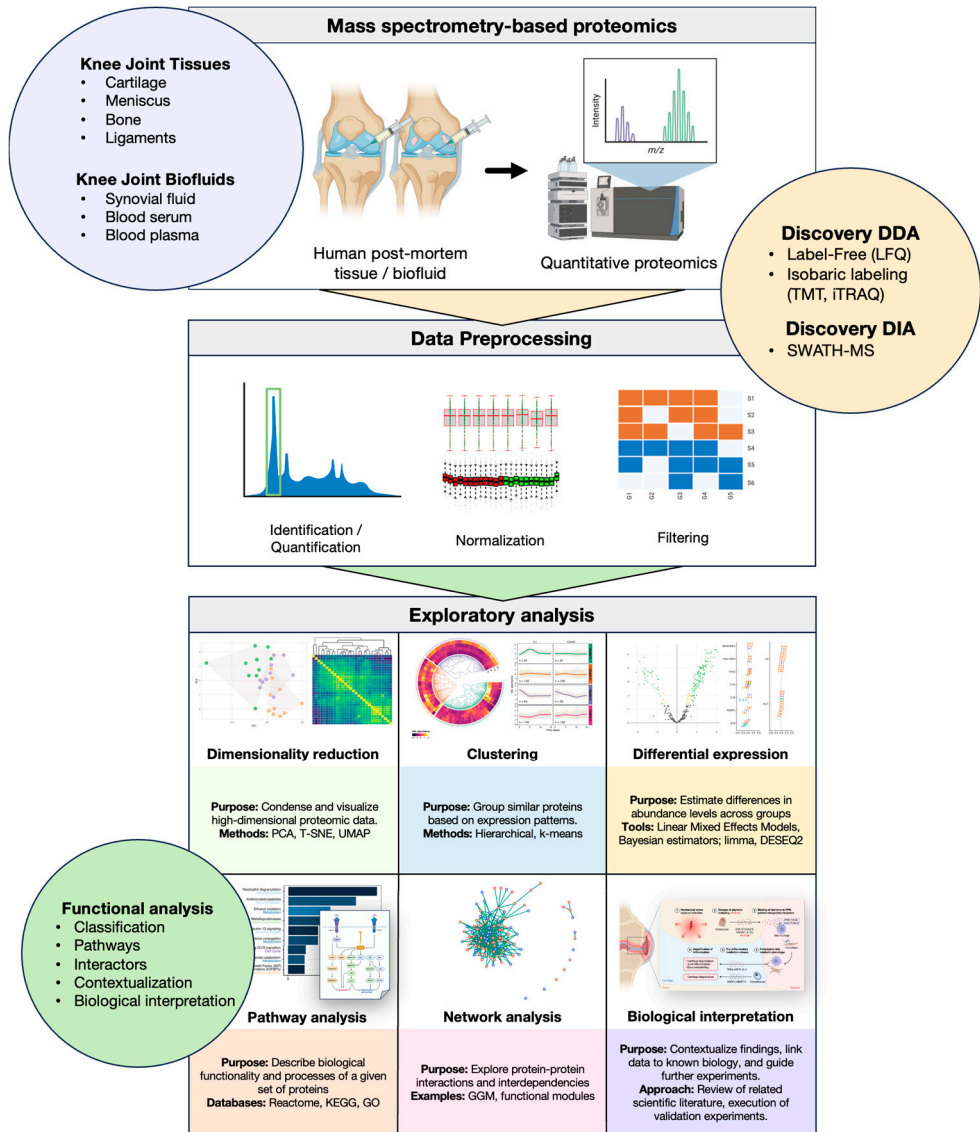 Mass spectrometry-based proteomics
Knee Joint Tissues
• Cartilage
• Meniscus
• Bone
• Ligaments
Knee Joint Biofluids
• Synovial fluid
• Blood serum
• Blood plasma
Human post-mortem
tissue / biofluid
Intensity
m/z
Quantitative proteomics
Discovery DDA
• Label-Free (LFQ)
• Isobaric labeling
(TMT, iTRAQ)
Discovery DIA
• SWATH-MS
Data Preprocessing
Identification /
Quantification
Normalization
S1
S2
S3
S4
S5
S6
G1 G2 G3 G4 G5
Filtering
Exploratory analysis
Dimensionality reduction
Purpose: Condense and visualize
high-dimensional proteomic data.
Methods: PCA, T-SNE, UMAP
Clustering
Purpose: Group similar proteins
based on expression patterns.
Methods: Hierarchical, k-means
Differential expression
Purpose: Estimate differences in
abundance levels across groups
Tools: Linear Mixed Effects Models,
Bayesian estimators; limma, DESEQ2
Functional analysis
• Classification
• Pathways
• Interactors
• Contextualization
• Biological interpretation
Neutrophil degranulation
Antimicrobial peptides
Ethanol oxidation
Metabolism
Pathway analysis
Purpose: Describe biological
functionality and processes of a given
set of proteins
Databases: Reactome, KEGG, GO
Network analysis
Purpose: Explore protein-protein
interactions and interdependencies
Examples: GGM, functional modules
Biological interpretation
Purpose: Contextualize findings, link
data to known biology, and guide
further experiments.
Approach: Review of related
scientific literature, execution of
validation experiments.